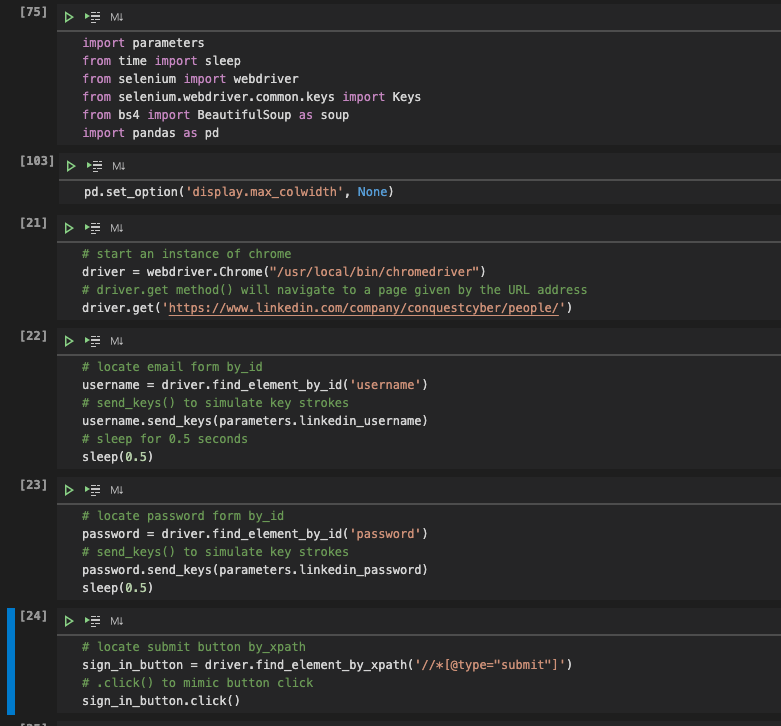 [75]
M↓
import parameters
from time import sleep
from selenium import webdriver
from selenium.webdriver.common.keys import Keys
from bs4 import BeautifulSoup as soup
import pandas as pd
[103]
M↓
pd.set_option('display.max_colwidth', None)
[21]
M↓
# start an instance of chrome
driver = webdriver.Chrome("/usr/local/bin/chromedriver")
# driver.get method() will navigate to a page given by the URL address
driver.get('https://www.linkedin.com/company/conquestcyber/people/')
[22]
M↓
# locate email form by_id
username = driver.find_element_by_id('username')
# send_keys() to simulate key strokes
username.send_keys(parameters.linkedin_username)
# sleep for 0.5 seconds
sleep(0.5)
[23]
M↓
# locate password form by_id
password = driver.find_element_by_id('password')
# send_keys() to simulate key strokes
password.send_keys(parameters.linkedin_password)
sleep(0.5)
[24]
M↓
# locate submit button by_xpath
sign_in_button = driver.find_element_by_xpath('//*[@type="submit"]')
# .click() to mimic button click
sign_in_button.click()